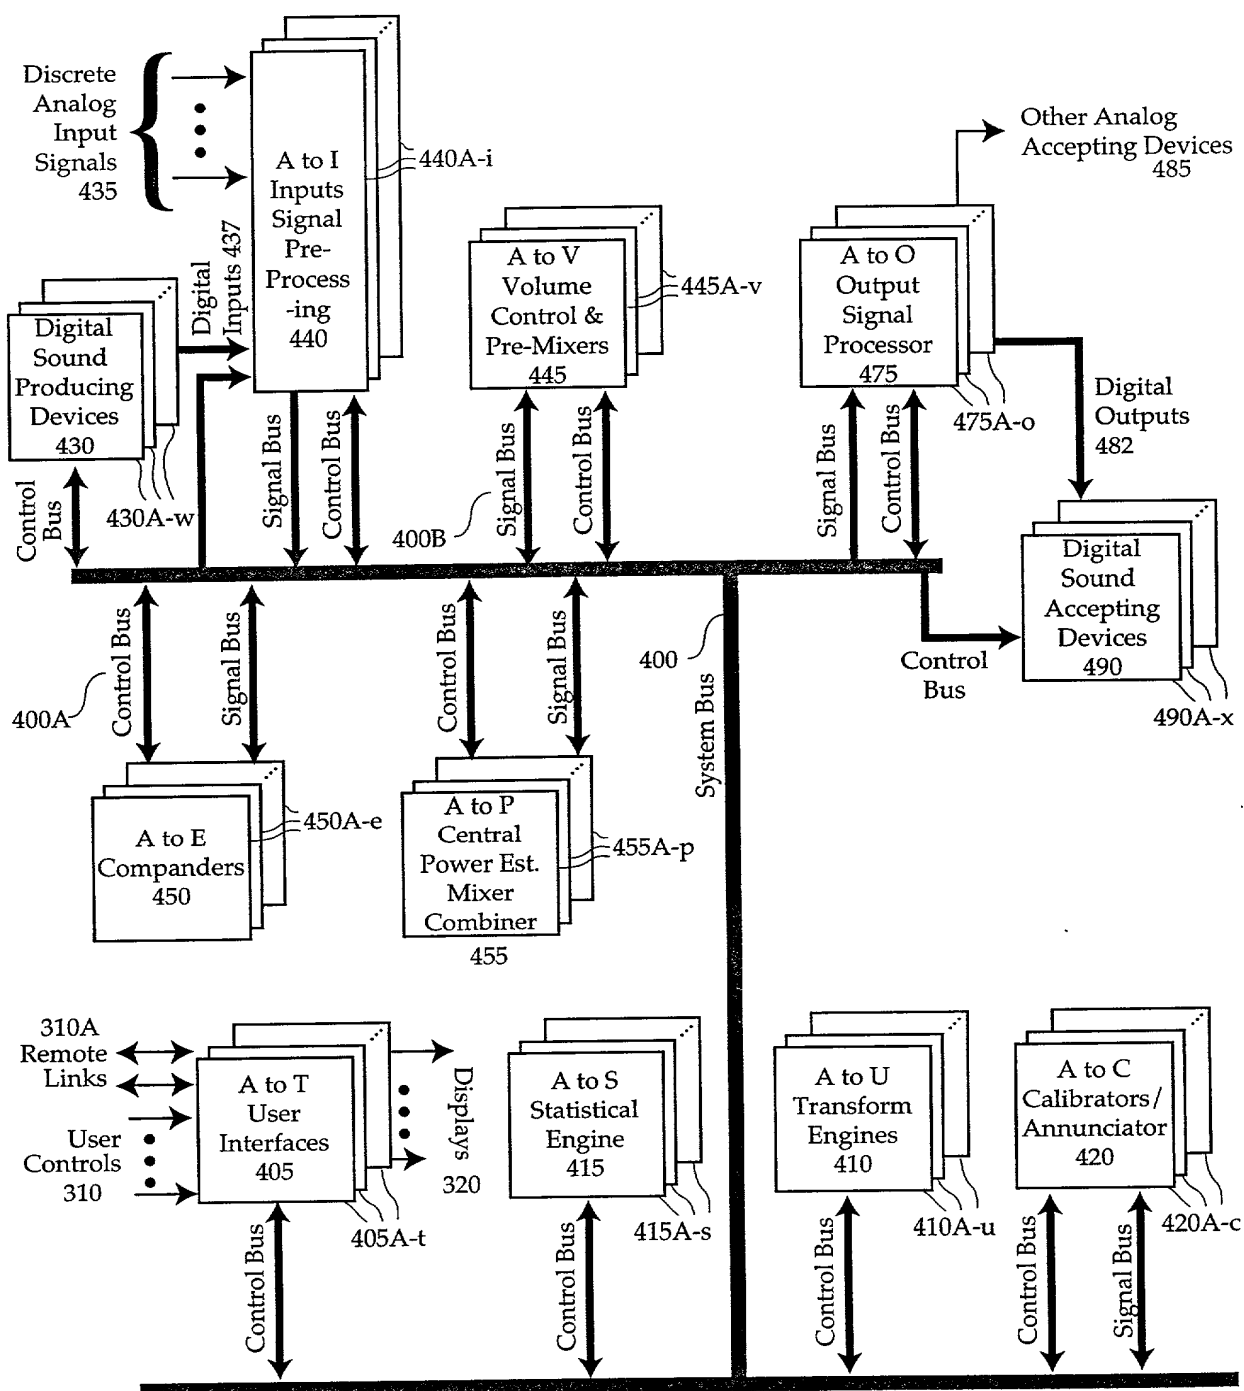 Discrete
Analog
Input
Signals
435
A to I
Inputs
Signal
Pre-
Process
-ing
440
440A-i
Digital
Inputs 437
Digital
Sound
Producing
Devices
430
430A-w
Control
Bus
Signal Bus
Control Bus
A to V
Volume
Control &
Pre-Mixers
445
445A-v
Signal Bus
Control Bus
400B
Other Analog
Accepting Devices
485
A to O
Output
Signal
Processor
475
475A-o
Signal Bus
Control Bus
Digital
Outputs
482
Digital
Sound
Accepting
Devices
490
490A-x
Control
Bus
400
System Bus
400A
Control Bus
Signal Bus
A to E
Companders
450
450A-e
Control Bus
Signal Bus
A to P
Central
Power Est.
Mixer
Combiner
455
455A-p
310A
Remote
Links
User
Controls
310
A to T
User
Interfaces
405
405A-t
Displays 320
Control Bus
A to S
Statistical
Engine
415
415A-s
Control Bus
A to U
Transform
Engines
410
410A-u
Control Bus
A to C
Calibrators/
Annunciator
420
420A-c
Control Bus
Signal Bus